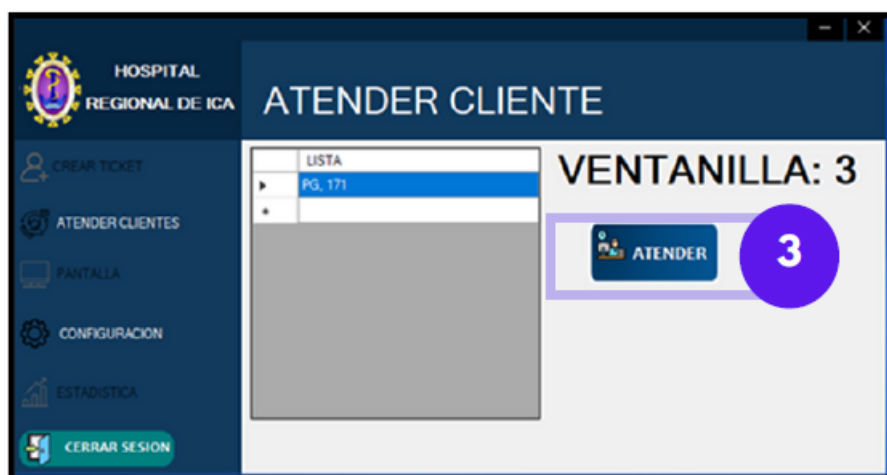 HOSPITAL
REGIONAL DE ICA
ATENDER CLIENTE
CREAR TICKET
ATENDER CLIENTES
PANTALLA
CONFIGURACION
ESTADISTICA
CERRAR SESION
LISTA
PG, 171
VENTANILLA: 3
ATENDER
3